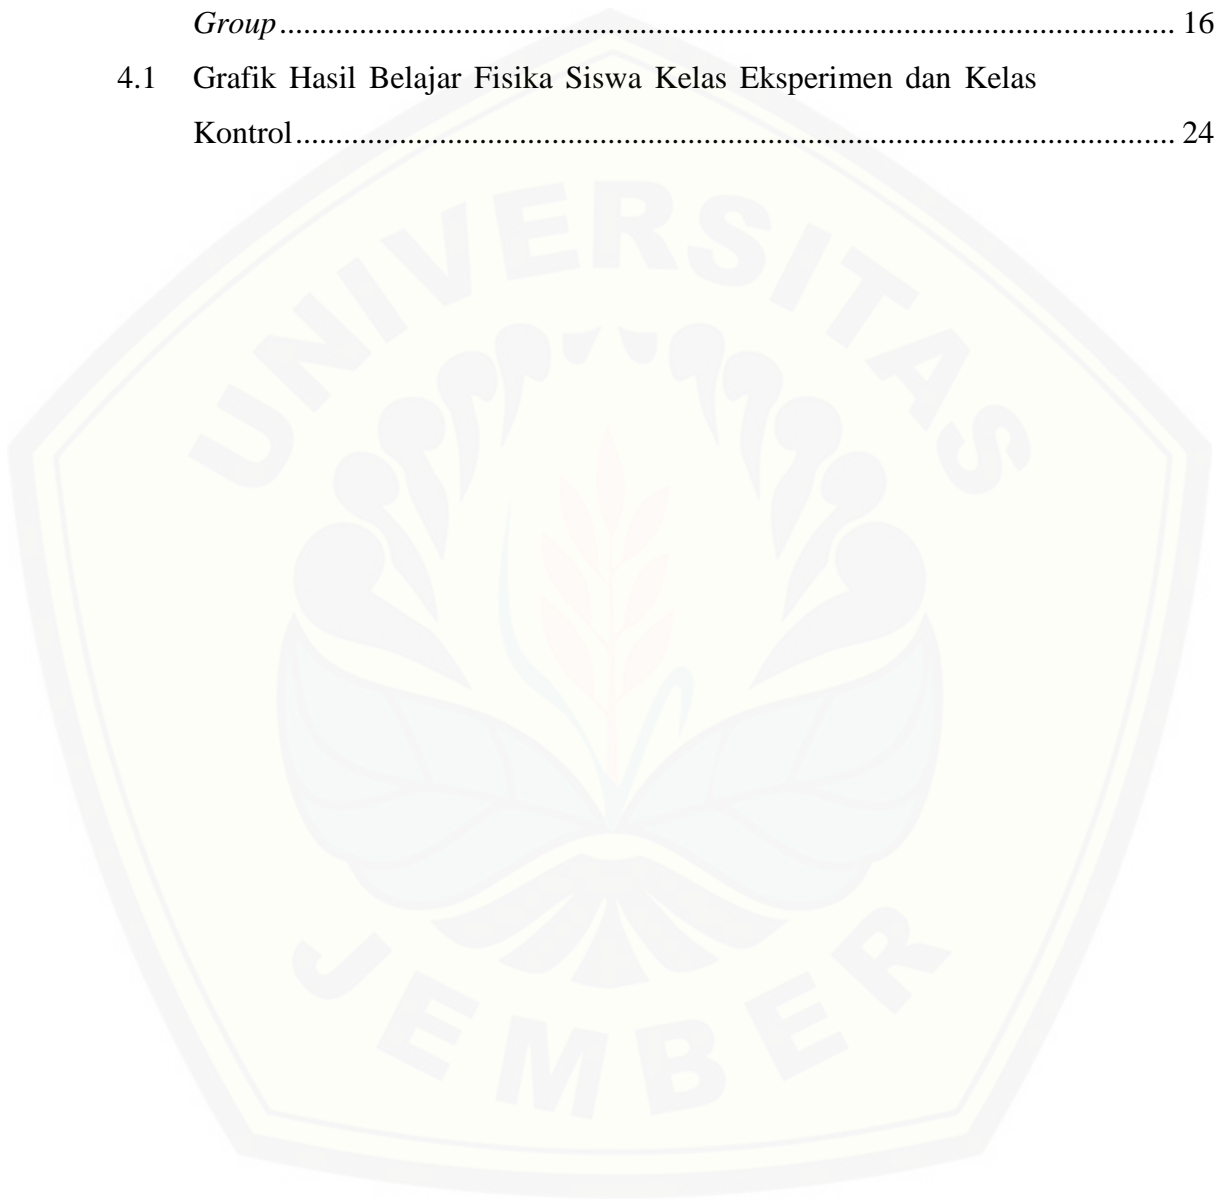 Group.............................................................................................................. 16
4.1 Grafik Hasil Belajar Fisika Siswa Kelas Eksperimen dan Kelas
Kontrol............................................................................................................ 24
UNIVERSITAS
JEMBER